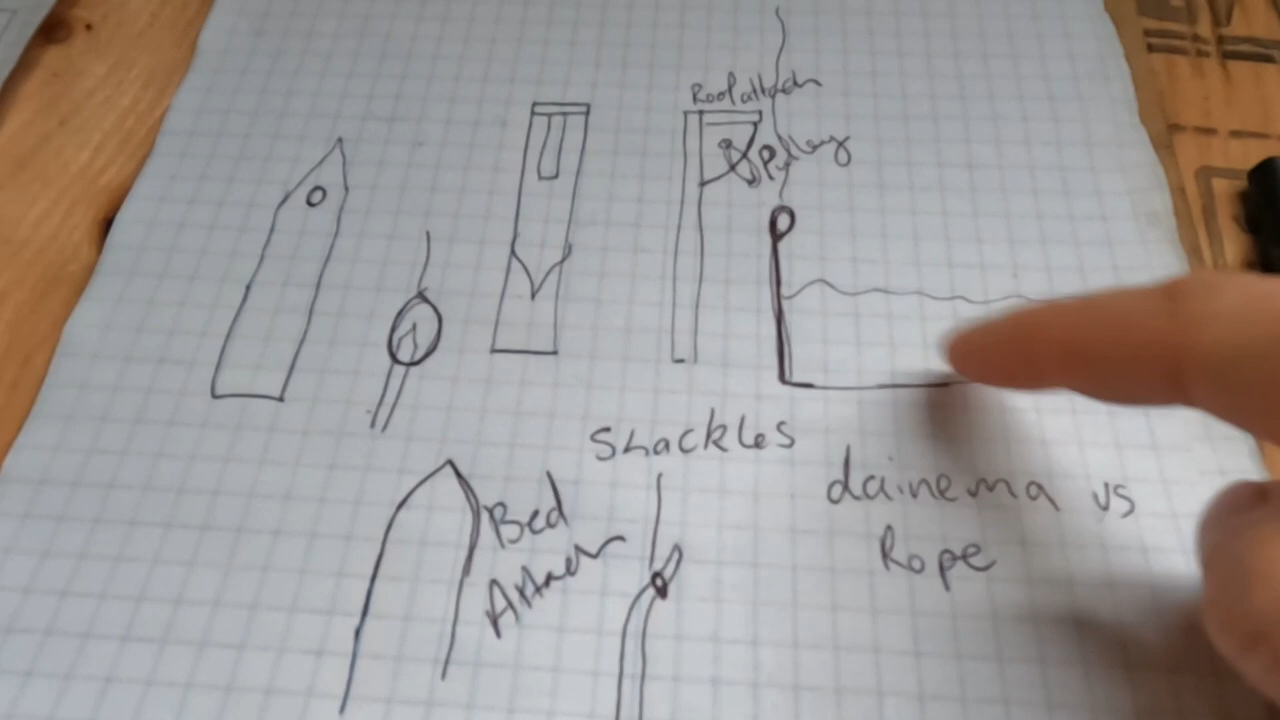 Roof attach
Pulley
Shackles
dainema vs
Rope
Bed
Attach